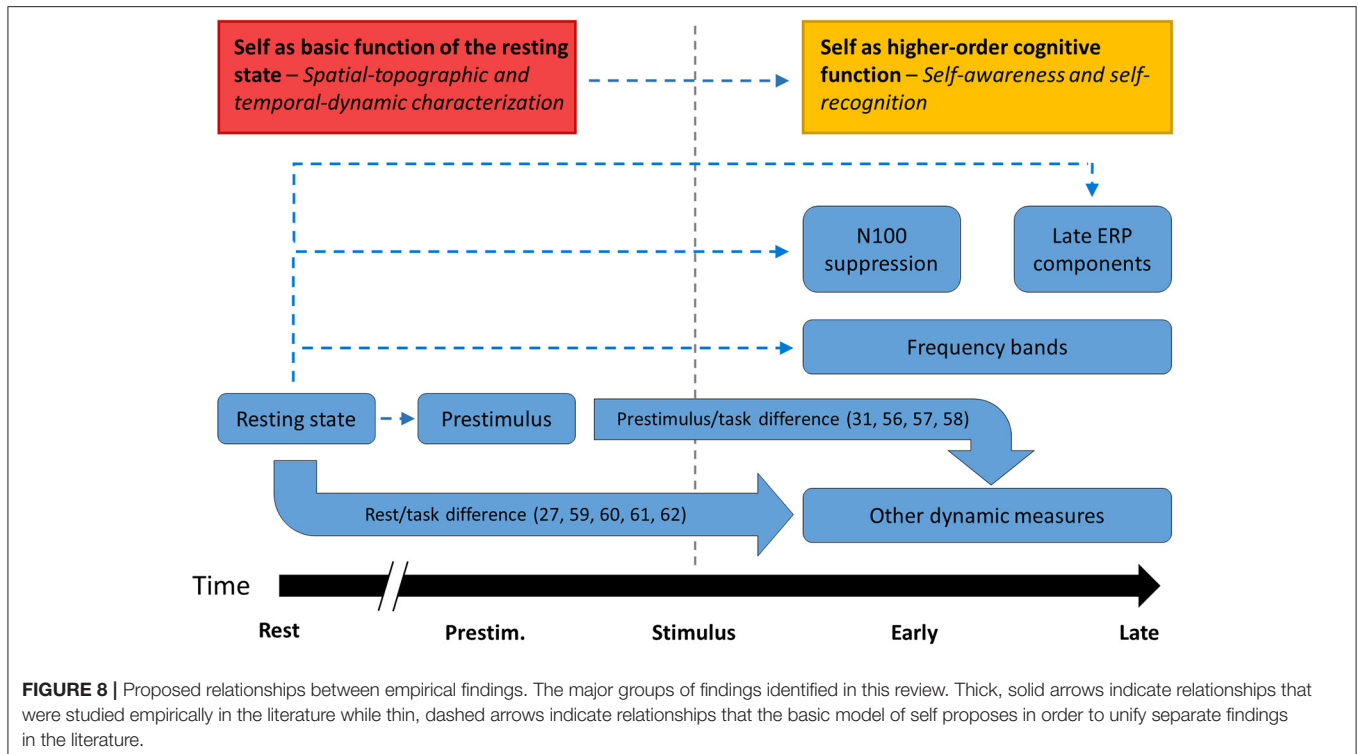 Self as basic function of the resting
state – Spatial-topographic and
temporal-dynamic characterization
Self as higher-order cognitive
function – Self-awareness and self-
recognition
N100
suppression
Late ERP
components
Frequency bands
Resting state
Prestimulus
Prestimulus/task difference (31, 56, 57, 58)
Rest/task difference (27, 59, 60, 61, 62)
Other dynamic measures
Time
Rest
Prestim.
Stimulus
Early
Late
FIGURE 8 | Proposed relationships between empirical findings. The major groups of findings identified in this review. Thick, solid arrows indicate relationships that
were studied empirically in the literature while thin, dashed arrows indicate relationships that the basic model of self proposes in order to unify separate findings
in the literature.